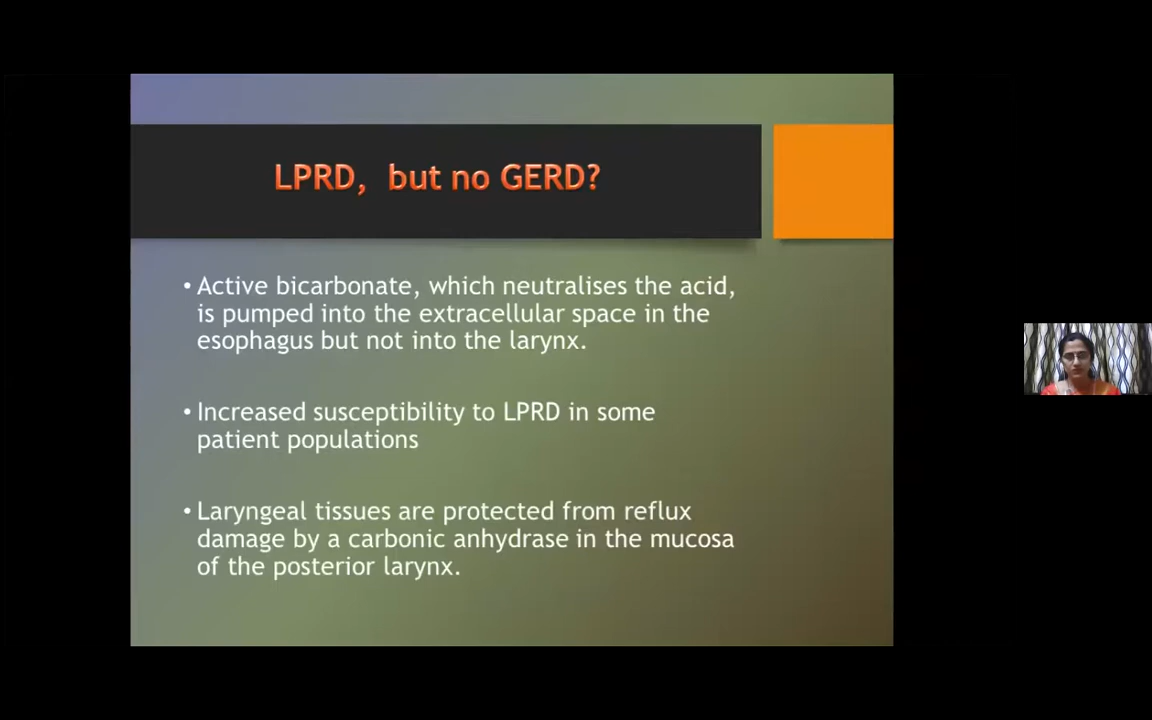 LPRD, but no GERD?
• Active bicarbonate, which neutralises the acid,
is pumped into the extracellular space in the
esophagus but not into the larynx.
• Increased susceptibility to LPRD in some
patient populations
• Laryngeal tissues are protected from reflux
damage by a carbonic anhydrase in the mucosa
of the posterior larynx.